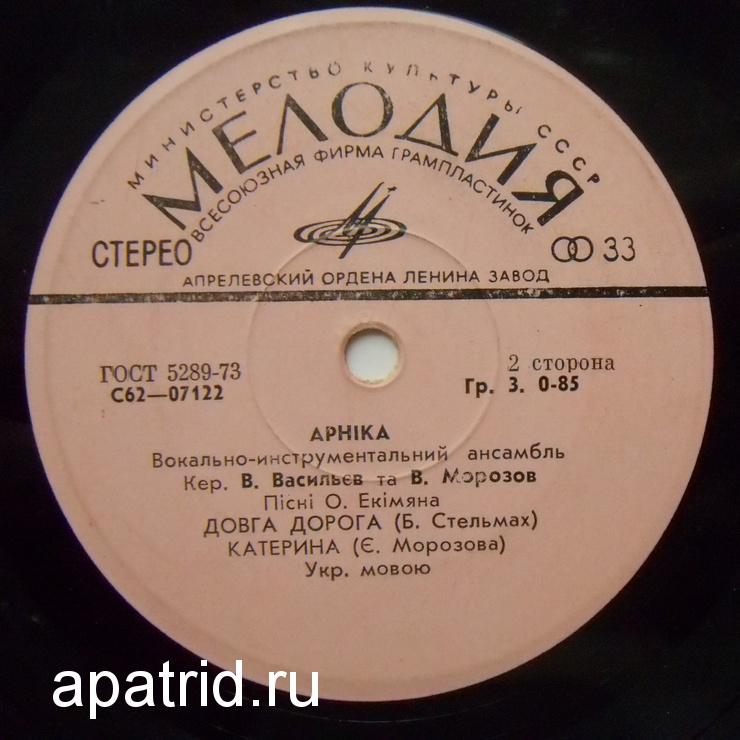 МИНИСТЕРСТВО КУЛЬТУРЫ СССР
МЕЛОДИЯ
ВСЕСОЮЗНАЯ ФИРМА ГРАМПЛАСТИНОК
СТЕРЕО 33
АПРЕЛЕВСКИЙ ОРДЕНА ЛЕНИНА ЗАВОД
ГОСТ 5289-73 2 сторона
С62—07122 Гр. 3. 0-85
АРНІКА
Вокально-инструментальний ансамбль
Кер. В. Васильєв та В. Морозов
Пісні О. Екімяна
ДОВГА ДОРОГА (Б. Стельмах)
КАТЕРИНА (Є. Морозова)
Укр. мовою
apatrid.ru